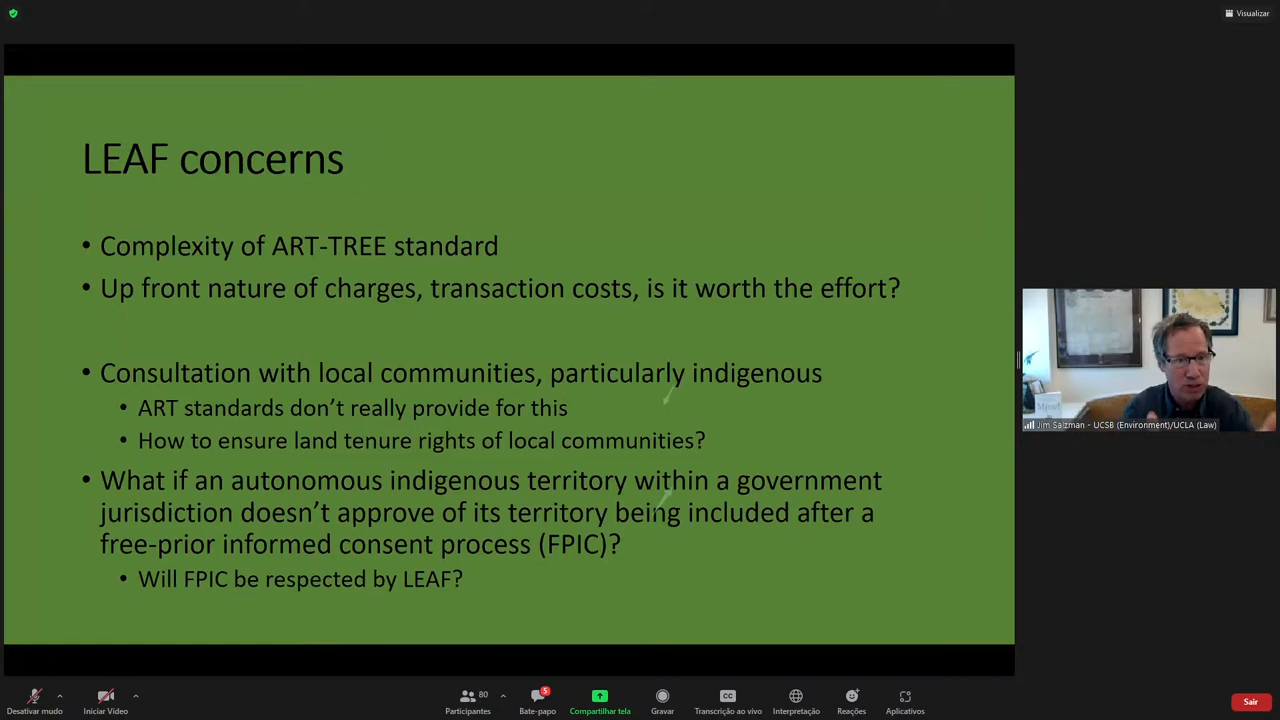 Visualizar
LEAF concerns
• Complexity of ART-TREE standard
• Up front nature of charges, transaction costs, is it worth the effort?
• Consultation with local communities, particularly indigenous
• ART standards don’t really provide for this
• How to ensure land tenure rights of local communities?
• What if an autonomous indigenous territory within a government
jurisdiction doesn’t approve of its territory being included after a
free-prior informed consent process (FPIC)?
• Will FPIC be respected by LEAF?
Jim Salzman - UCSB (Environment)/UCLA (Law)
80
5
Desativar mudo
Iniciar Vídeo
Participantes
Bate-papo
Compartilhar tela
Gravar
CC
Transcrição ao vivo
Interpretação
Reações
Aplicativos
Sair